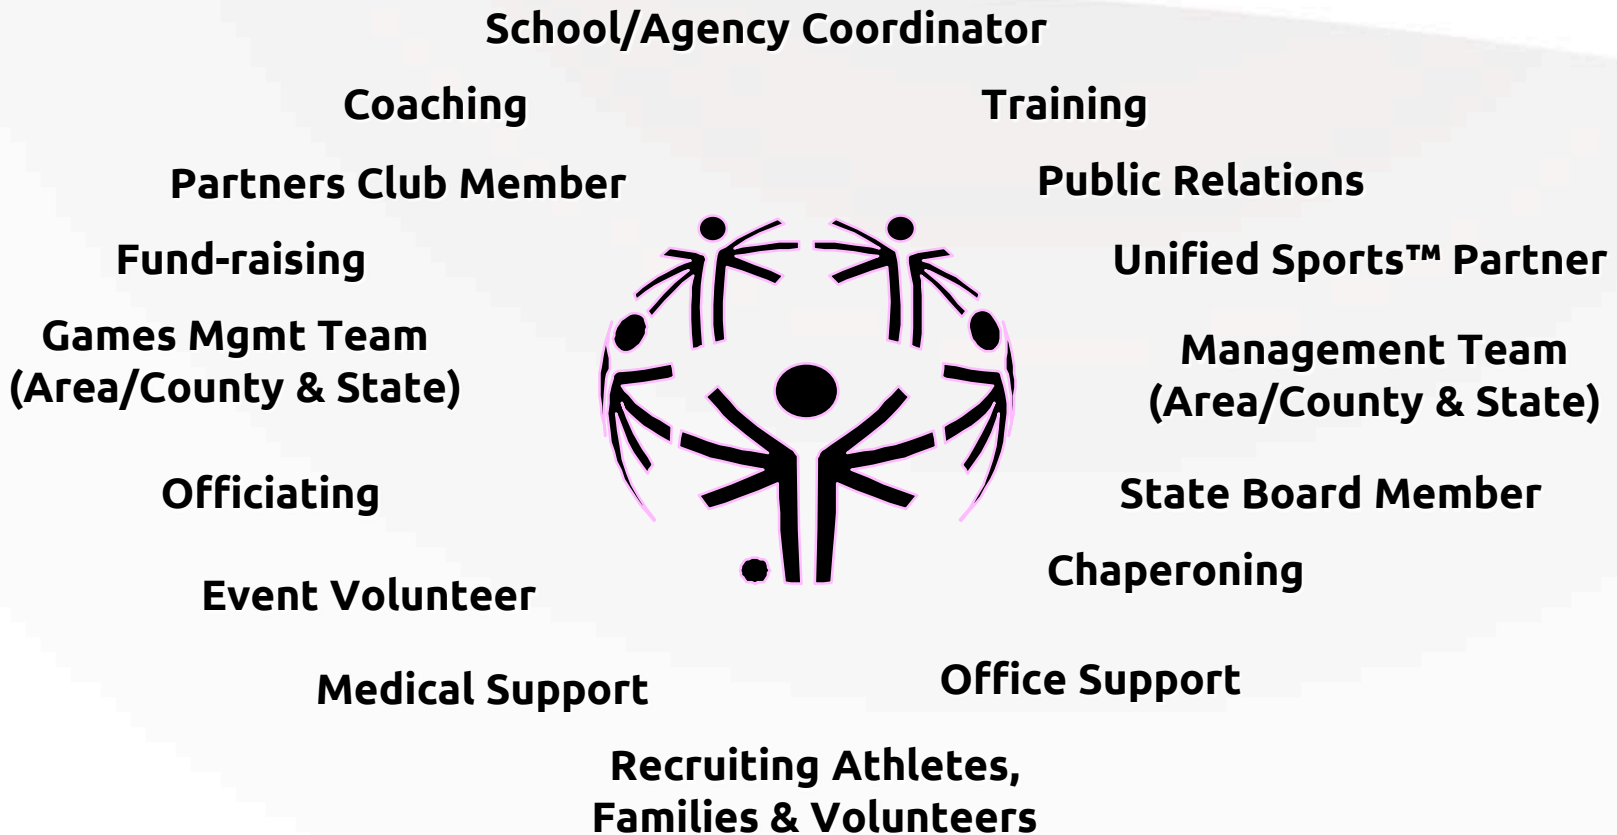 School/Agency Coordinator
Coaching
Training
Partners Club Member
Public Relations
Fund-raising
Unified Sports™ Partner
Games Mgmt Team
(Area/County & State)
Management Team
(Area/County & State)
Officiating
State Board Member
Event Volunteer
Chaperoning
Medical Support
Office Support
Recruiting Athletes,
Families & Volunteers